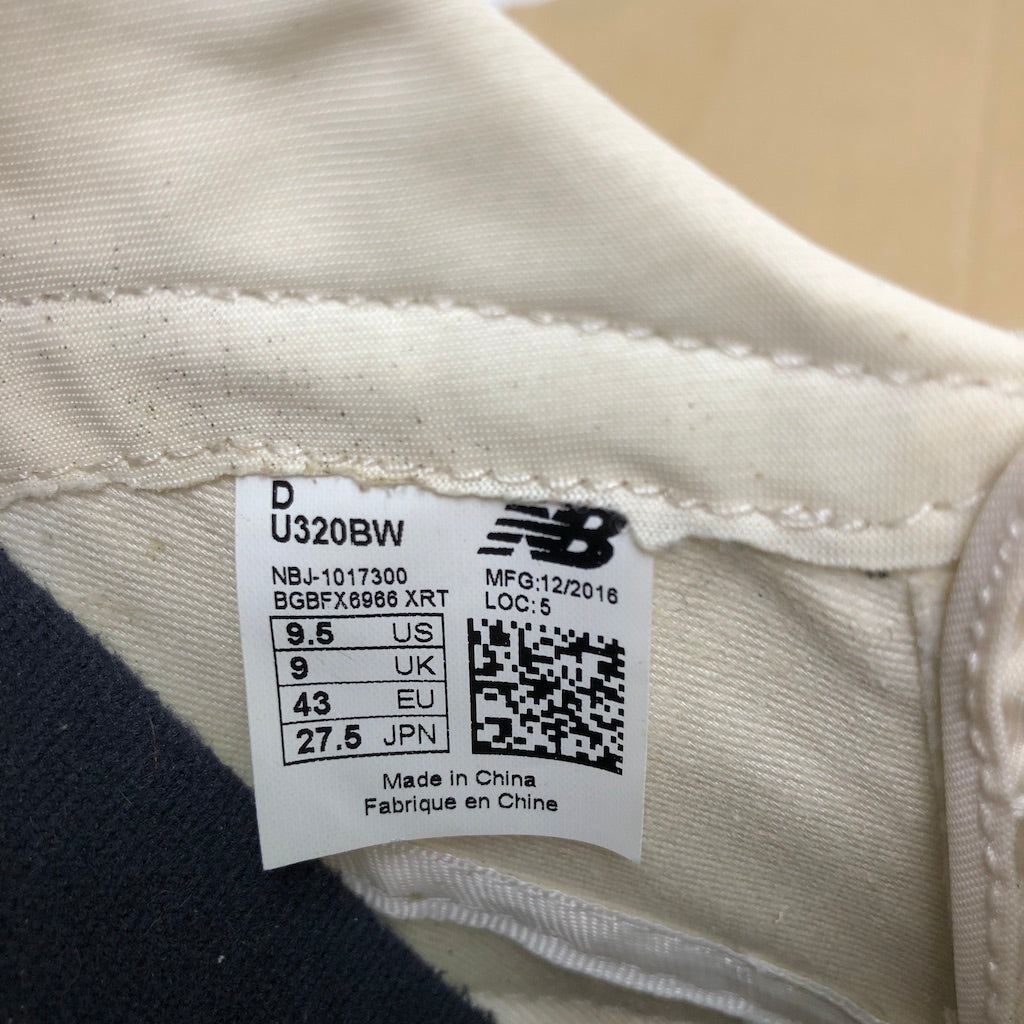 D
U320BW
NB
NBJ-1017300
BGBFX6966 XRT
MFG:12/2016
LOC:5
9.5 US
9 UK
43 EU
27.5 JPN
Made in China
Fabrique en Chine